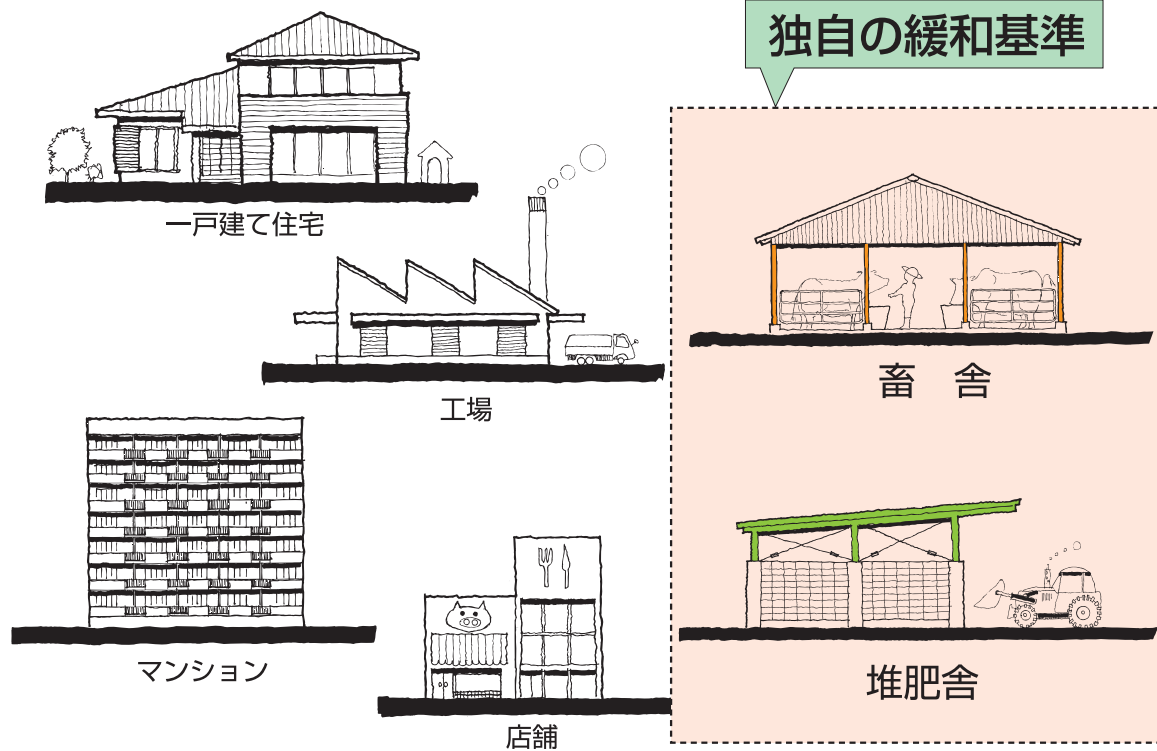 独自の緩和基準
一戸建て住宅
工場
畜　舎
マンション
堆肥舎
店舗